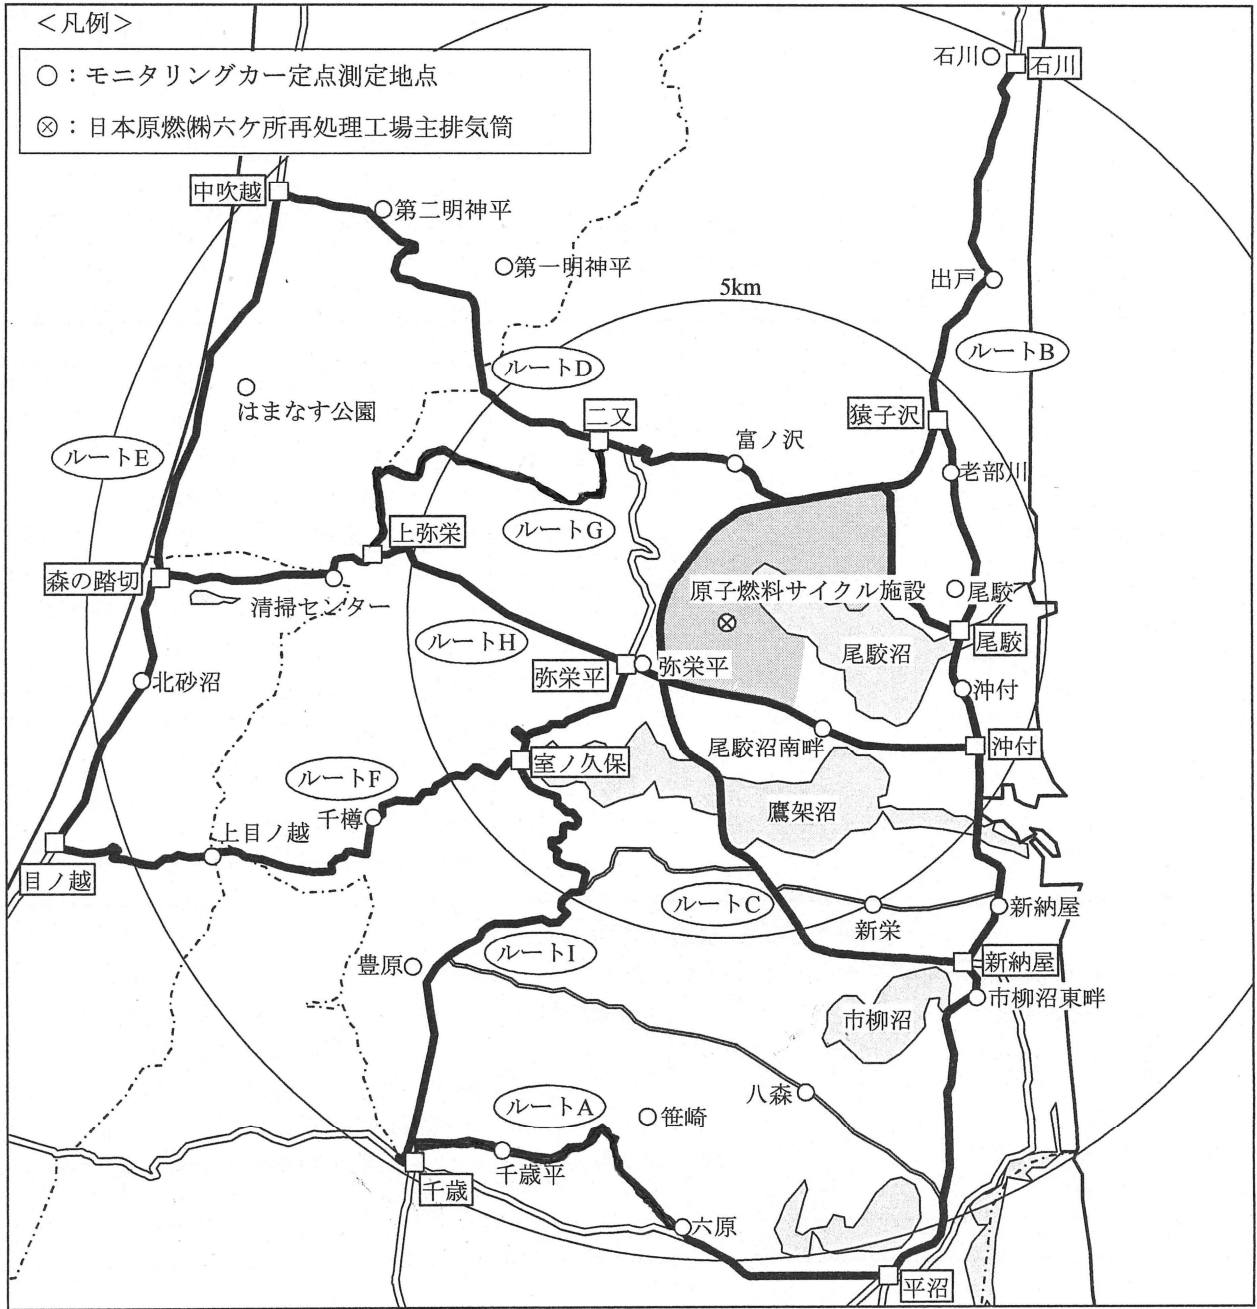 <凡例>
○：モニタリングカー定点測定地点
⊗：日本原燃㈱六ケ所再処理工場主排気筒
石川
石川
中吹越
第二明神平
第一明神平
出戸
5km
ルートB
ルートD
はまなす公園
二又
猿子沢
富ノ沢
ルートE
老部川
ルートG
上弥栄
森の踏切
清掃センター
原子燃料サイクル施設
尾駮
ルートH
尾駮沼
尾駮
弥栄平
弥栄平
北砂沼
沖付
尾駮沼南畔
沖付
室ノ久保
ルートF
千樽
鷹架沼
上目ノ越
目ノ越
ルートC
新栄
新納屋
ルートI
豊原
新納屋
市柳沼東畔
市柳沼
八森
ルートA
笹崎
千歳平
千歳
六原
平沼